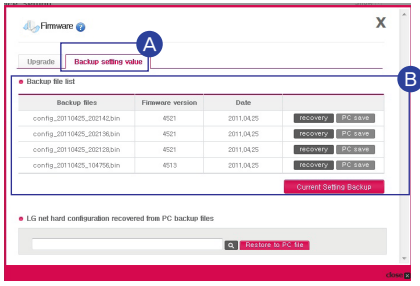 Firmware ?
X
A
Upgrade Backup setting value
B
Backup file list
Backup files Firmware version Date
config_20110425_202142.bin 4521 2011.04.25 recovery PC save
config_20110425_202136.bin 4521 2011.04.25 recovery PC save
config_20110425_202128.bin 4521 2011.04.25 recovery PC save
config_20110425_104756.bin 4513 2011.04.25 recovery PC save
Current Setting Backup
LG net hard configuration recovered from PC backup files
Restore to PC file
close x